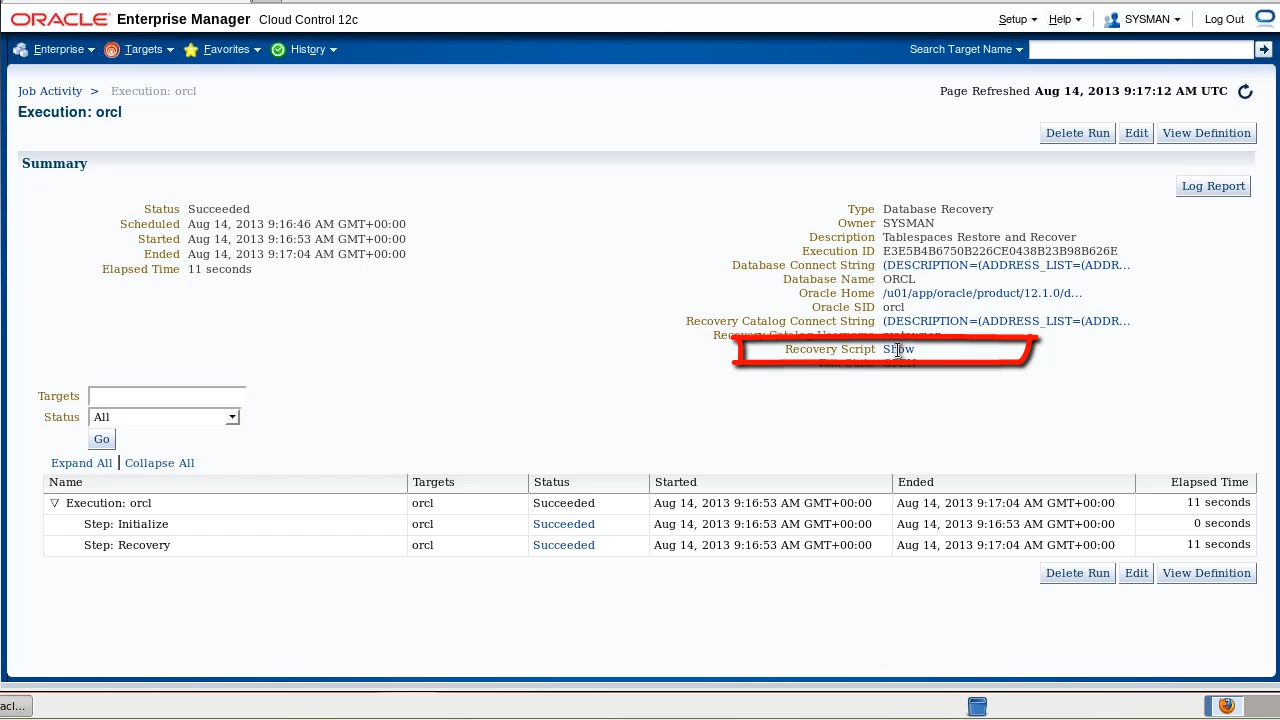 ORACLE Enterprise Manager Cloud Control 12c
Setup Help SYSMAN Log Out
Enterprise Targets Favorites History Search Target Name
Job Activity > Execution: orcl
Page Refreshed Aug 14, 2013 9:17:12 AM UTC
Execution: orcl
Delete Run Edit View Definition
Summary
Log Report
Status Succeeded
Scheduled Aug 14, 2013 9:16:46 AM GMT+00:00
Started Aug 14, 2013 9:16:53 AM GMT+00:00
Ended Aug 14, 2013 9:17:04 AM GMT+00:00
Elapsed Time 11 seconds
Type Database Recovery
Owner SYSMAN
Description Tablespaces Restore and Recover
Execution ID E3E5B4B6750B226CE0438B23B98B626E
Database Connect String (DESCRIPTION=(ADDRESS_LIST=(ADDR...
Database Name ORCL
Oracle Home /u01/app/oracle/product/12.1.0/d...
Oracle SID orcl
Recovery Catalog Connect String (DESCRIPTION=(ADDRESS_LIST=(ADDR...
Recovery Catalog Username
Recovery Script Show
Targets
Status All
Go
Expand All | Collapse All
Name Targets Status Started Ended Elapsed Time
Execution: orcl orcl Succeeded Aug 14, 2013 9:16:53 AM GMT+00:00 Aug 14, 2013 9:17:04 AM GMT+00:00 11 seconds
Step: Initialize orcl Succeeded Aug 14, 2013 9:16:53 AM GMT+00:00 Aug 14, 2013 9:16:53 AM GMT+00:00 0 seconds
Step: Recovery orcl Succeeded Aug 14, 2013 9:16:53 AM GMT+00:00 Aug 14, 2013 9:17:04 AM GMT+00:00 11 seconds
Delete Run Edit View Definition
acl...